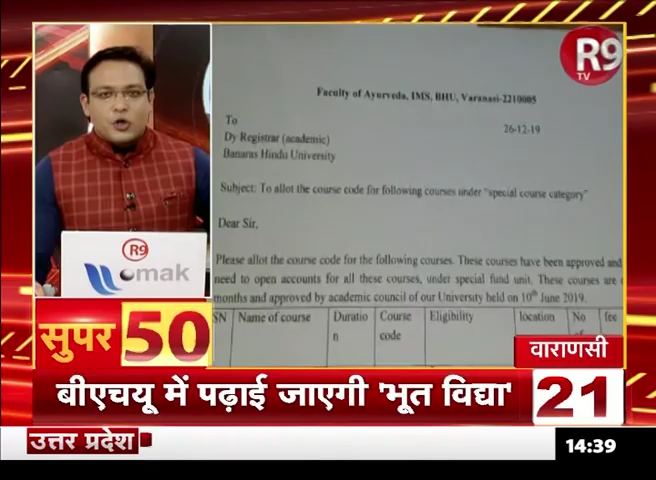 R9
TV
Faculty of Ayurveda, IMS, BHU, Varanasi-2210005
26-12-19
To
Dy Registrar (academic)
Banaras Hindu University
Subject: To allot the course code for following courses under "special course category"
Dear Sir,
Please allot the course code for the following courses. These courses have been approved and
need to open accounts for all these courses, under special fund unit. These courses are
months and approved by academic council of our University held on 10th June 2019.
SN Name of course Duratio n Course code Eligibility location No of fee
R9
omak
सुपर 50
वाराणसी
बीएचयू में पढ़ाई जाएगी 'भूत विद्या' 21
उत्तर प्रदेश
14:39